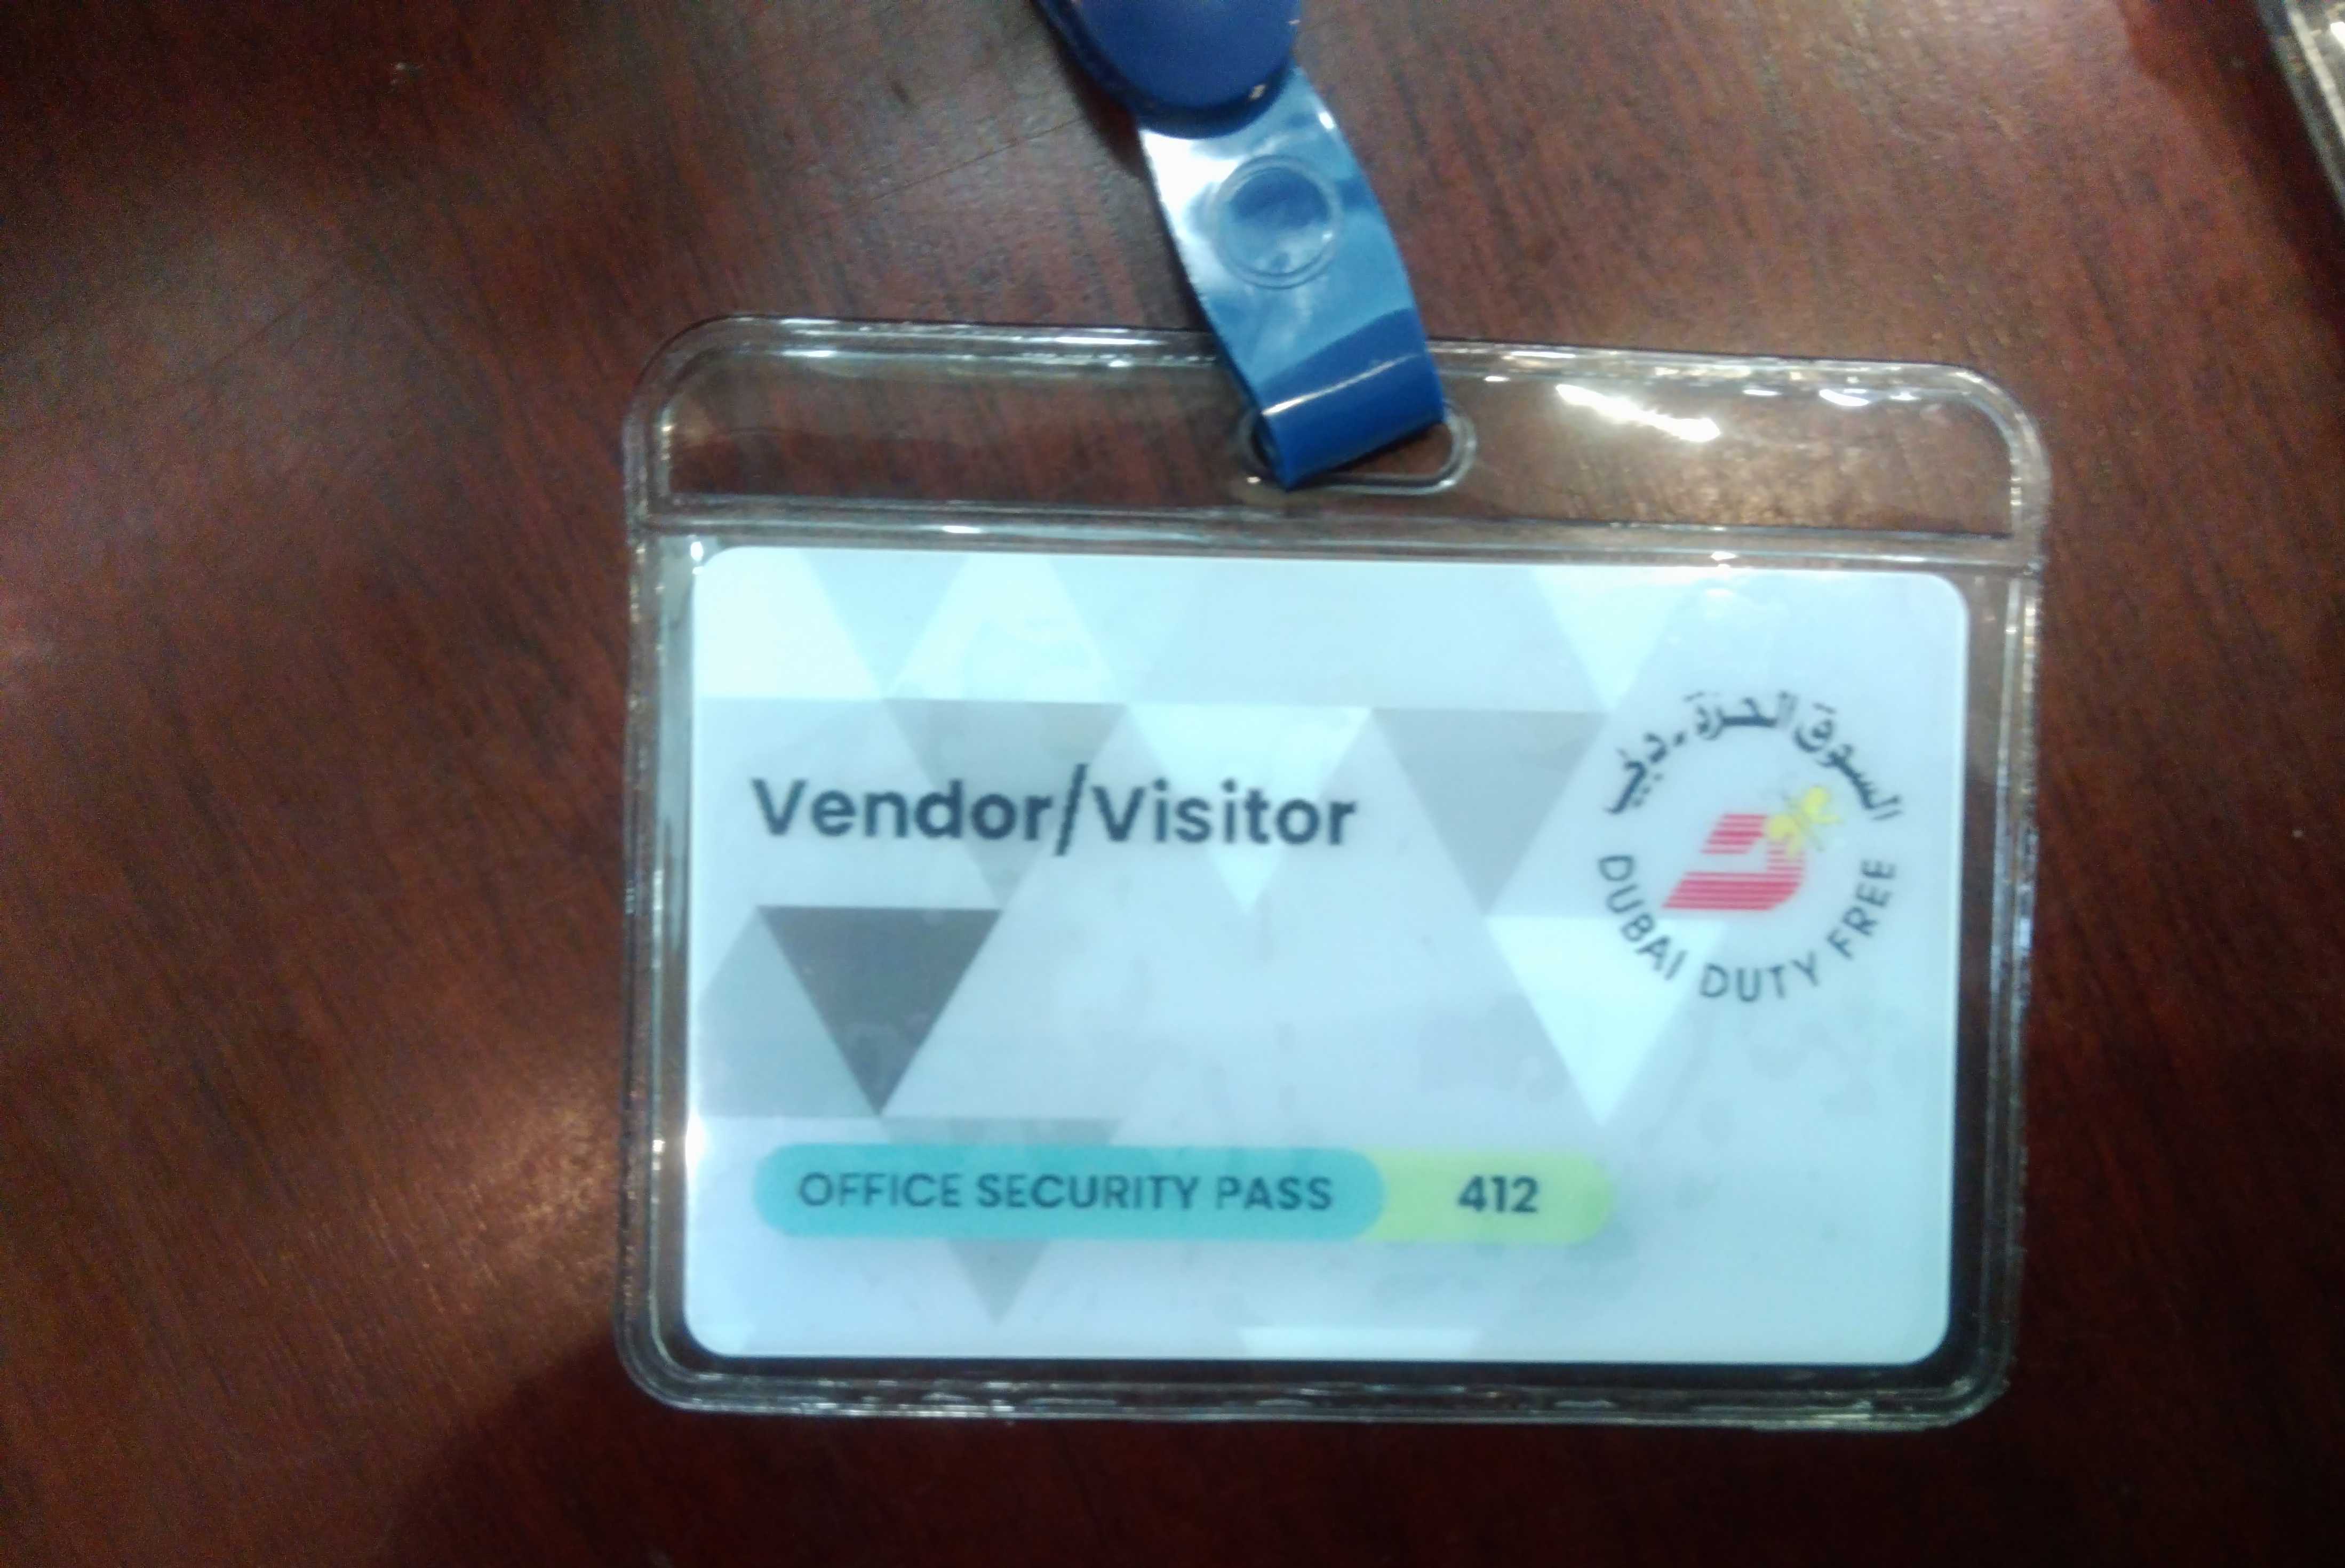 Vendor/Visitor
السوق الحرة - دبي
DUBAI DUTY FREE
OFFICE SECURITY PASS 412